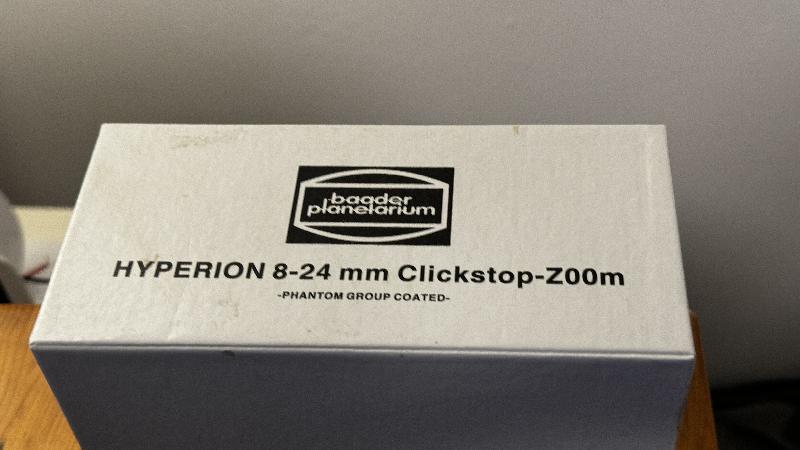 baader
planetarium
HYPERION 8-24 mm Clickstop-Z00m
-PHANTOM GROUP COATED-